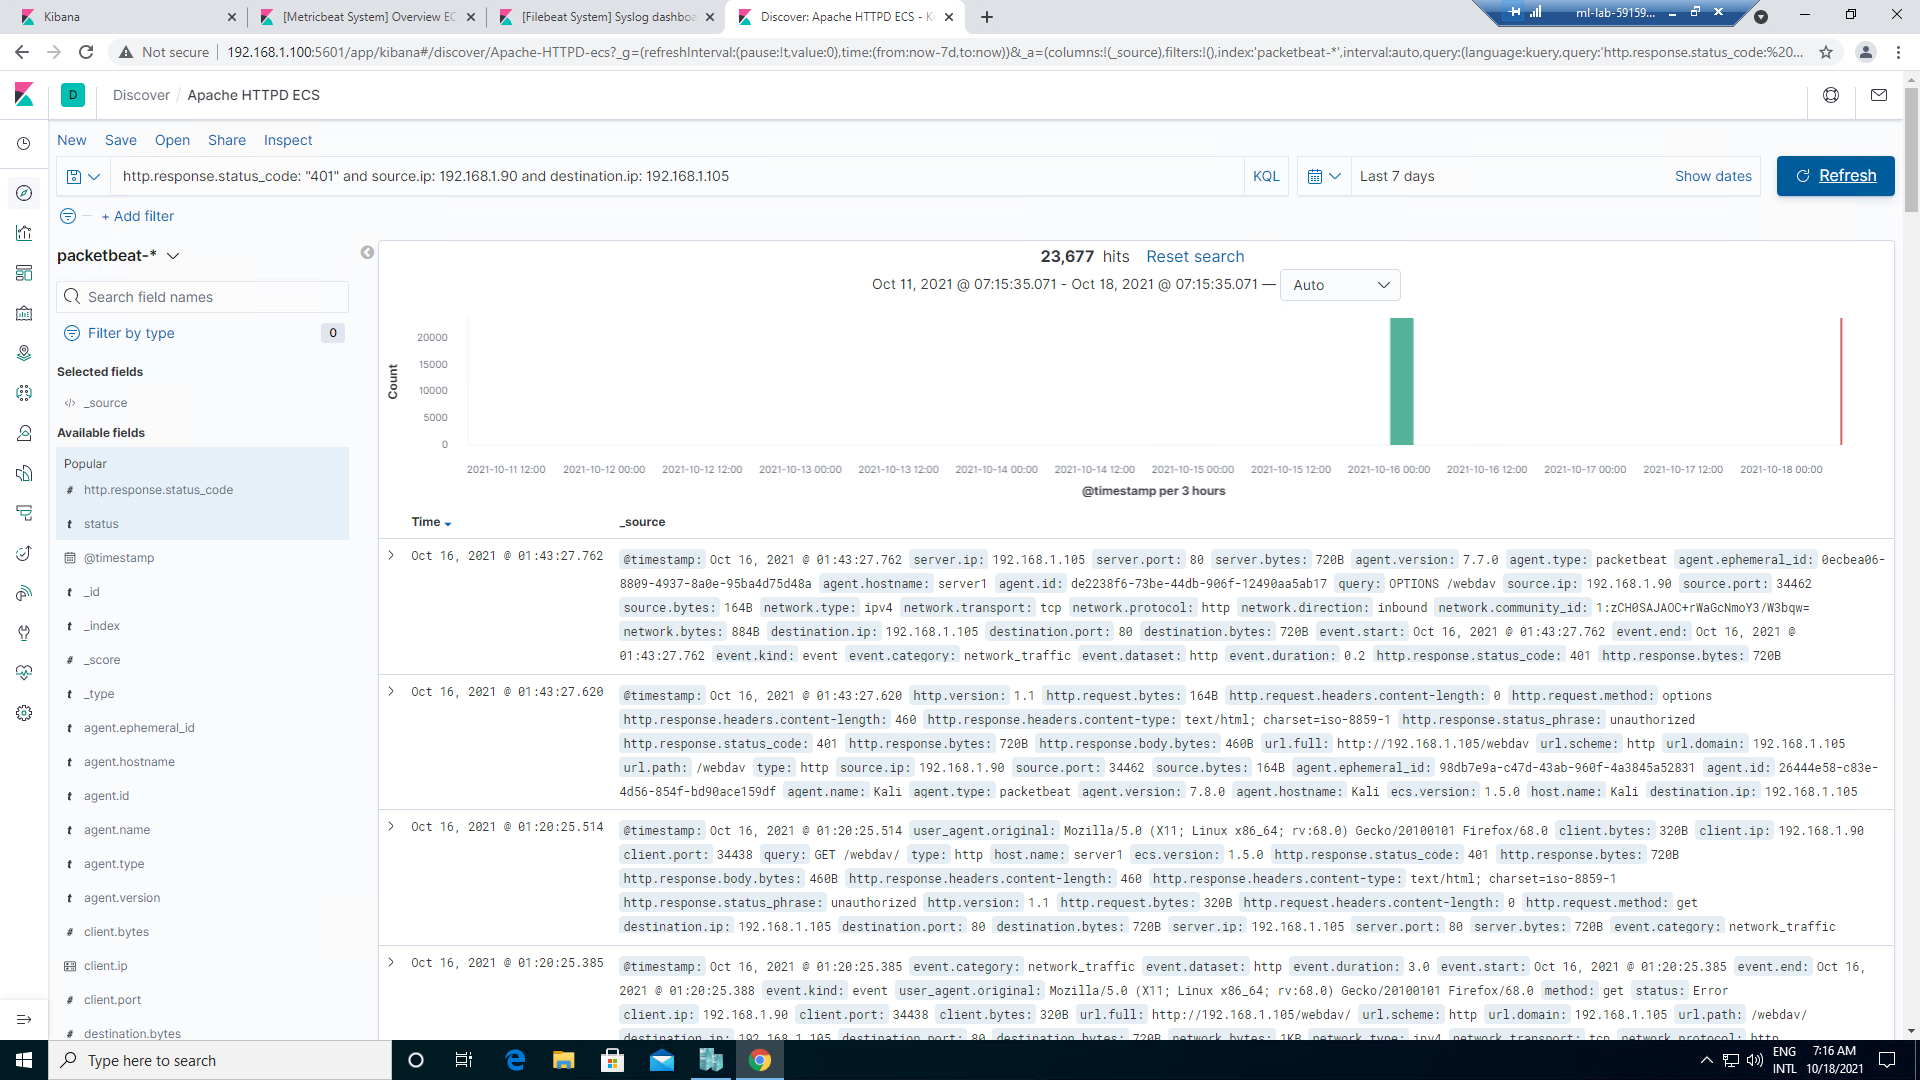 Kibana
[Metricbeat System] Overview EC
[Filebeat System] Syslog dashboa
Discover: Apache HTTPD ECS - Ki
ml-lab-59159...
Not secure
192.168.1.100:5601/app/kibana#/discover/Apache-HTTPD-ecs?_g=(refreshInterval:(pause:!t,value:0),time:(from:now-7d,to:now))&_a=(columns:!(_source),filters:!(),index:'packetbeat-*',interval:auto,query:(language:kuery,query:'http.response.status_code:%20...
D
Discover / Apache HTTPD ECS
New Save Open Share Inspect
http.response.status_code: "401" and source.ip: 192.168.1.90 and destination.ip: 192.168.1.105
KQL
Last 7 days
Show dates
Refresh
+ Add filter
packetbeat-*
Search field names
Filter by type
0
Selected fields
_source
Available fields
Popular
# http.response.status_code
t status
@timestamp
t _id
t _index
# _score
t _type
t agent.ephemeral_id
t agent.hostname
t agent.id
t agent.name
t agent.type
t agent.version
# client.bytes
client.ip
# client.port
# destination.bytes
23,677 hits Reset search
Oct 11, 2021 @ 07:15:35.071 - Oct 18, 2021 @ 07:15:35.071 —
Auto
Count
20000
15000
10000
5000
0
2021-10-11 12:00
2021-10-12 00:00
2021-10-12 12:00
2021-10-13 00:00
2021-10-13 12:00
2021-10-14 00:00
2021-10-14 12:00
2021-10-15 00:00
2021-10-15 12:00
2021-10-16 00:00
2021-10-16 12:00
2021-10-17 00:00
2021-10-17 12:00
2021-10-18 00:00
@timestamp per 3 hours
Time
_source
Oct 16, 2021 @ 01:43:27.762
@timestamp: Oct 16, 2021 @ 01:43:27.762 server.ip: 192.168.1.105 server.port: 80 server.bytes: 720B agent.version: 7.7.0 agent.type: packetbeat agent.ephemeral_id: 0ecbea06-
8809-4937-8a0e-95ba4d75d48a agent.hostname: server1 agent.id: de2238f6-73be-44db-906f-12490aa5ab17 query: OPTIONS /webdav source.ip: 192.168.1.90 source.port: 34462
source.bytes: 164B network.type: ipv4 network.transport: tcp network.protocol: http network.direction: inbound network.community_id: 1:zCH0SAJAOC+rWaGcNmoY3/W3bqw=
network.bytes: 884B destination.ip: 192.168.1.105 destination.port: 80 destination.bytes: 720B event.start: Oct 16, 2021 @ 01:43:27.762 event.end: Oct 16, 2021 @
01:43:27.762 event.kind: event event.category: network_traffic event.dataset: http event.duration: 0.2 http.response.status_code: 401 http.response.bytes: 720B
Oct 16, 2021 @ 01:43:27.620
@timestamp: Oct 16, 2021 @ 01:43:27.620 http.version: 1.1 http.request.bytes: 164B http.request.headers.content-length: 0 http.request.method: options
http.response.headers.content-length: 460 http.response.headers.content-type: text/html; charset=iso-8859-1 http.response.status_phrase: unauthorized
http.response.status_code: 401 http.response.bytes: 720B http.response.body.bytes: 460B url.full: http://192.168.1.105/webdav url.scheme: http url.domain: 192.168.1.105
url.path: /webdav type: http source.ip: 192.168.1.90 source.port: 34462 source.bytes: 164B agent.ephemeral_id: 98db7e9a-c47d-43ab-960f-4a3845a52831 agent.id: 26444e58-c83e-
4d56-854f-bd90ace159df agent.name: Kali agent.type: packetbeat agent.version: 7.8.0 agent.hostname: Kali ecs.version: 1.5.0 host.name: Kali destination.ip: 192.168.1.105
Oct 16, 2021 @ 01:20:25.514
@timestamp: Oct 16, 2021 @ 01:20:25.514 user_agent.original: Mozilla/5.0 (X11; Linux x86_64; rv:68.0) Gecko/20100101 Firefox/68.0 client.bytes: 320B client.ip: 192.168.1.90
client.port: 34438 query: GET /webdav/ type: http host.name: server1 ecs.version: 1.5.0 http.response.status_code: 401 http.response.bytes: 720B
http.response.body.bytes: 460B http.response.headers.content-length: 460 http.response.headers.content-type: text/html; charset=iso-8859-1
http.response.status_phrase: unauthorized http.version: 1.1 http.request.bytes: 320B http.request.headers.content-length: 0 http.request.method: get
destination.ip: 192.168.1.105 destination.port: 80 destination.bytes: 720B server.ip: 192.168.1.105 server.port: 80 server.bytes: 720B event.category: network_traffic
Oct 16, 2021 @ 01:20:25.385
@timestamp: Oct 16, 2021 @ 01:20:25.385 event.category: network_traffic event.dataset: http event.duration: 3.0 event.start: Oct 16, 2021 @ 01:20:25.385 event.end: Oct 16,
2021 @ 01:20:25.388 event.kind: event user_agent.original: Mozilla/5.0 (X11; Linux x86_64; rv:68.0) Gecko/20100101 Firefox/68.0 method: get status: Error
client.ip: 192.168.1.90 client.port: 34438 client.bytes: 320B url.full: http://192.168.1.105/webdav/ url.scheme: http url.domain: 192.168.1.105 url.path: /webdav/
destination.ip: 192.168.1.105 destination.port: 80 destination.bytes: 720B network.bytes: 1KB network.type: ipv4 network.transport: tcp network.protocol: http
Type here to search
ENG
INTL
7:16 AM
10/18/2021